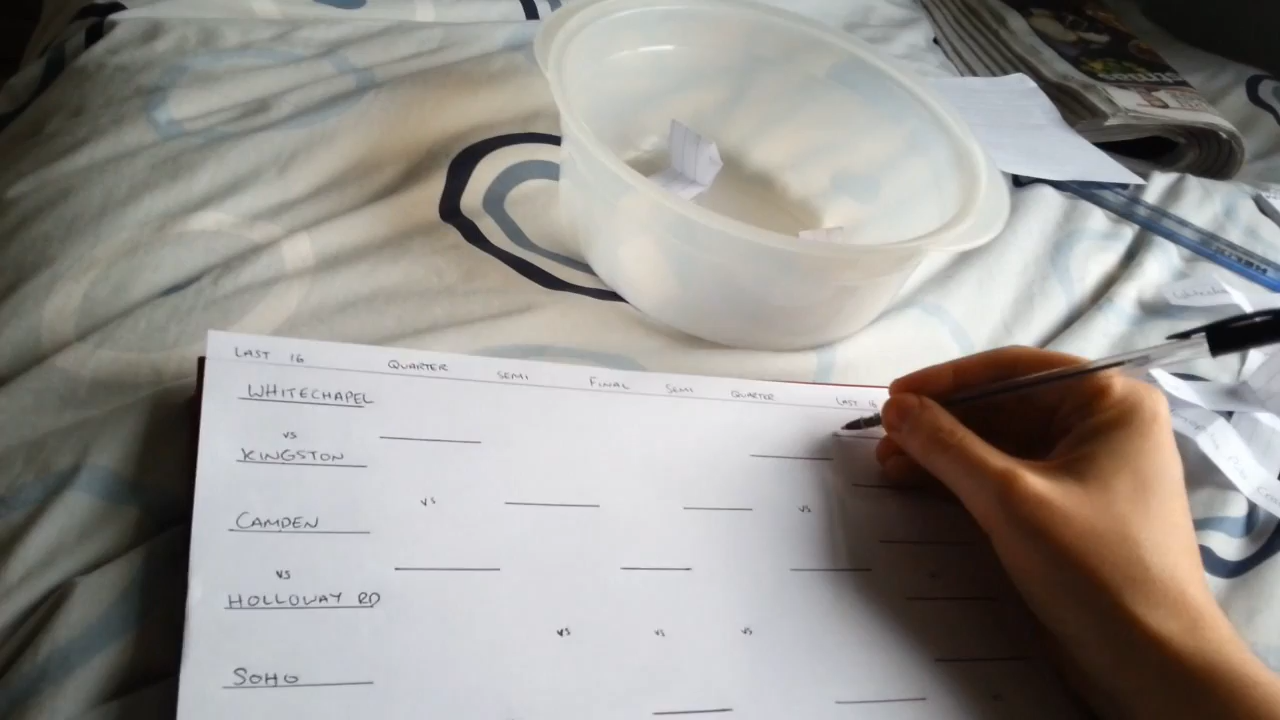 LAST 16 QUARTER SEMI FINAL SEMI QUARTER LAST 16
WHITECHAPEL
vs
KINGSTON
vs vs
CAMDEN
vs
HOLLOWAY RD
vs vs vs
SOHO